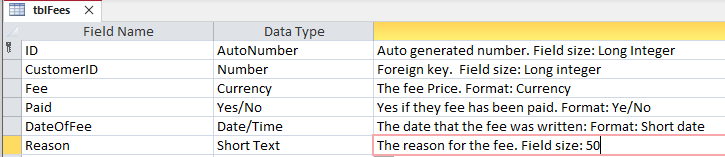 tblFees
Field Name Data Type
ID AutoNumber Auto generated number. Field size: Long Integer
CustomerID Number Foreign key. Field size: Long integer
Fee Currency The fee Price. Format: Currency
Paid Yes/No Yes if they fee has been paid. Format: Ye/No
DateOfFee Date/Time The date that the fee was written: Format: Short date
Reason Short Text The reason for the fee. Field size: 50